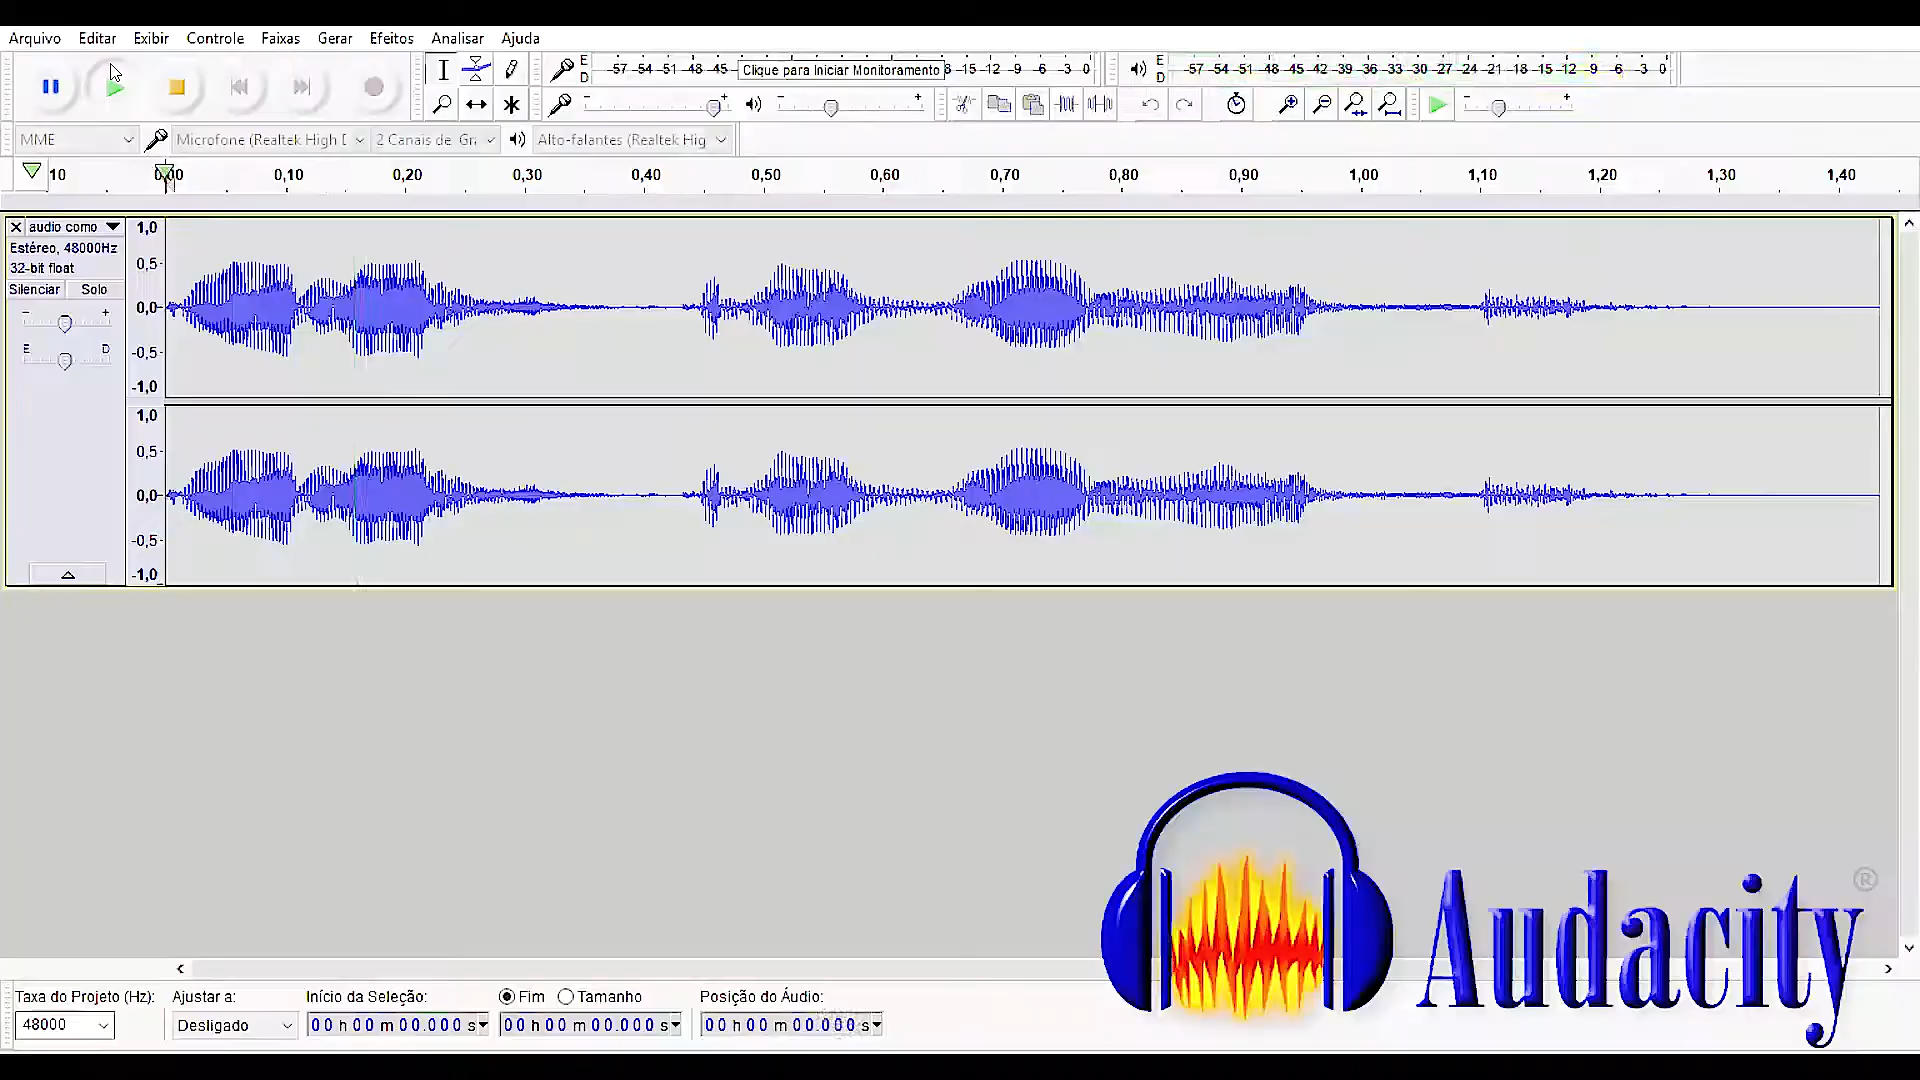 Arquivo Editar Exibir Controle Faixas Gerar Efeitos Analisar Ajuda
E
D
-57 -54 -51 -48 -45 Clique para Iniciar Monitoramento 8 -15 -12 -9 -6 -3 0
E
D
-57 -54 -51 -48 -45 -42 -39 -36 -33 -30 -27 -24 -21 -18 -15 -12 -9 -6 -3 0
MME Microfone (Realtek High D 2 Canais de Gra Alto-falantes (Realtek Hig
10 0,00 0,10 0,20 0,30 0,40 0,50 0,60 0,70 0,80 0,90 1,00 1,10 1,20 1,30 1,40
audio como
Estéreo, 48000Hz
32-bit float
Silenciar Solo
- +
E D
1,0
0,5-
0,0-
-0,5-
-1,0
1,0
0,5-
0,0-
-0,5-
-1,0
Audacity ®
Taxa do Projeto (Hz): Ajustar a: Início da Seleção: Fim Tamanho Posição do Áudio:
48000 Desligado 00 h 00 m 00.000 s 00 h 00 m 00.000 s 00 h 00 m 00.000 s